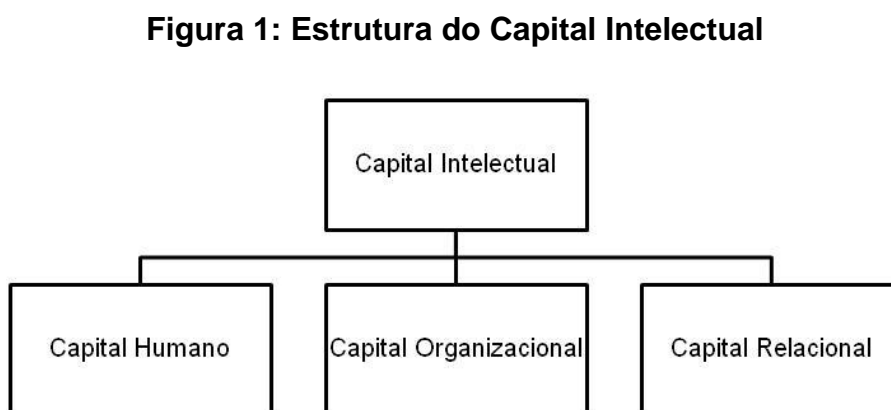 Figura 1: Estrutura do Capital Intelectual
Capital Intelectual
Capital Humano
Capital Organizacional
Capital Relacional